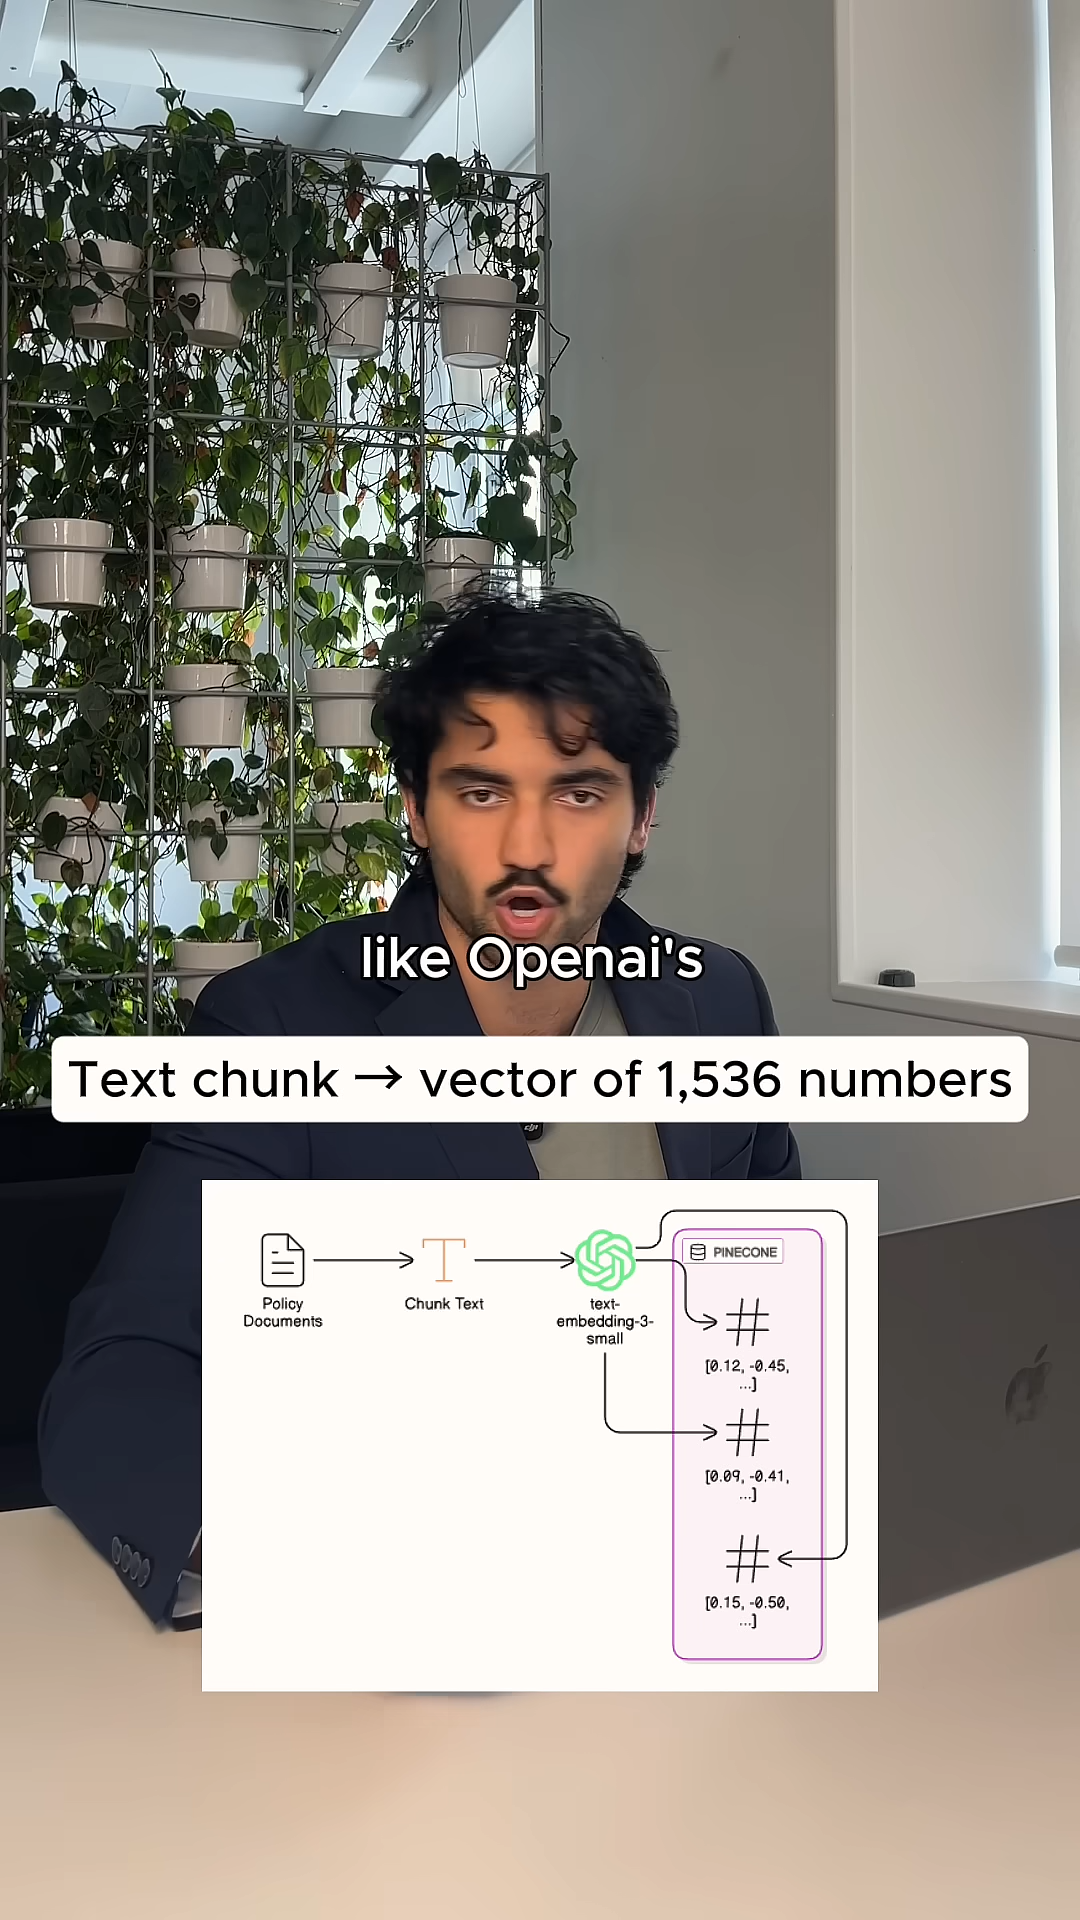 like Openai's
Text chunk → vector of 1,536 numbers
Policy
Documents
Chunk Text
text-
embedding-3-
small
PINECONE
[0.12, -0.45,
...]
[0.09, -0.41,
...]
[0.15, -0.50,
...]
dji